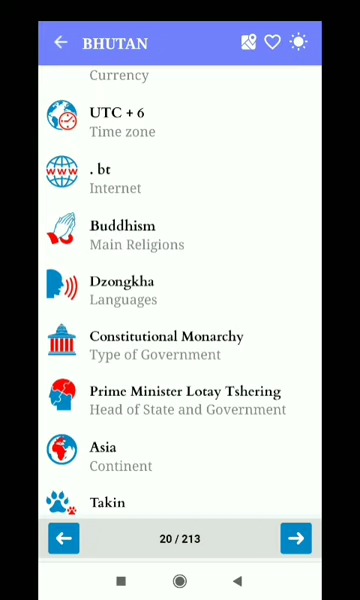 BHUTAN
Currency
UTC + 6
Time zone
. bt
WWW
Internet
Buddhism
Main Religions
Dzongkha
Languages
Constitutional Monarchy
Type of Government
Prime Minister Lotay Tshering
Head of State and Government
Asia
Continent
Takin
20 / 213